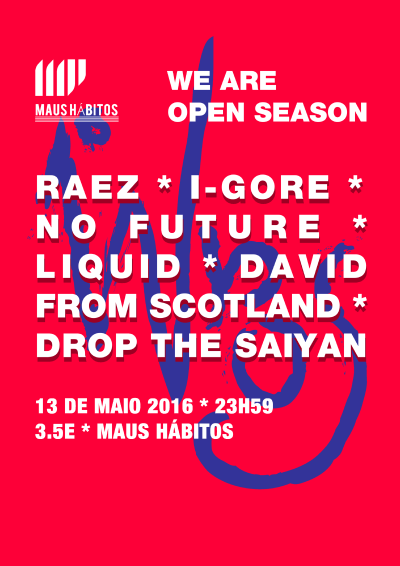 MAUS HÁBITOS
WE ARE
OPEN SEASON
RAEZ * I-GORE *
NO FUTURE *
LIQUID * DAVID
FROM SCOTLAND *
DROP THE SAIYAN
13 DE MAIO 2016 * 23H59
3.5E * MAUS HÁBITOS